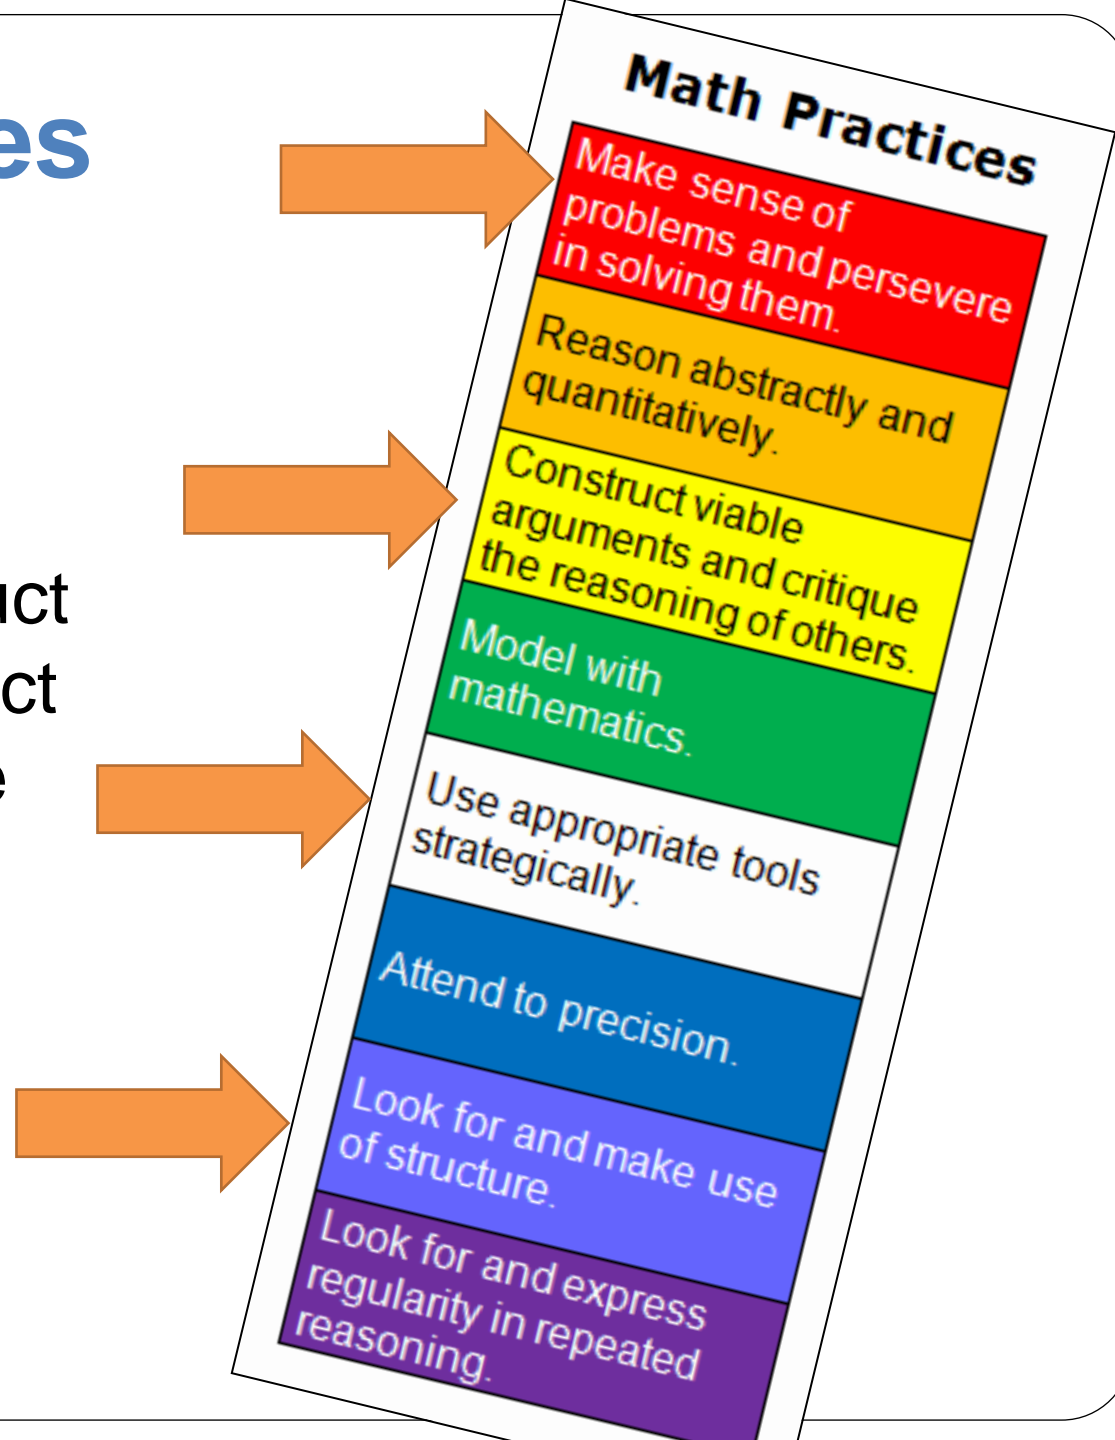 es
uct
ct
e
Math Practices
Make sense of
problems and persevere
in solving them.
Reason abstractly and
quantitatively.
Construct viable
arguments and critique
the reasoning of others.
Model with
mathematics.
Use appropriate tools
strategically.
Attend to precision.
Look for and make use
of structure.
Look for and express
regularity in repeated
reasoning.